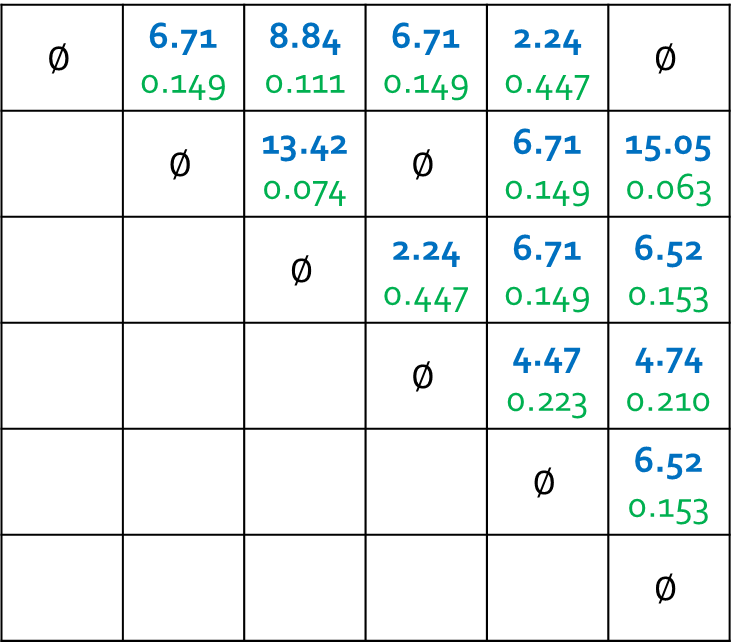 Ø 6.71 8.84 6.71 2.24 Ø
0.149 0.111 0.149 0.447
Ø 13.42 Ø 6.71 15.05
0.074 0.149 0.063
Ø 2.24 6.71 6.52
0.447 0.149 0.153
Ø 4.47 4.74
0.223 0.210
Ø 6.52
0.153
Ø